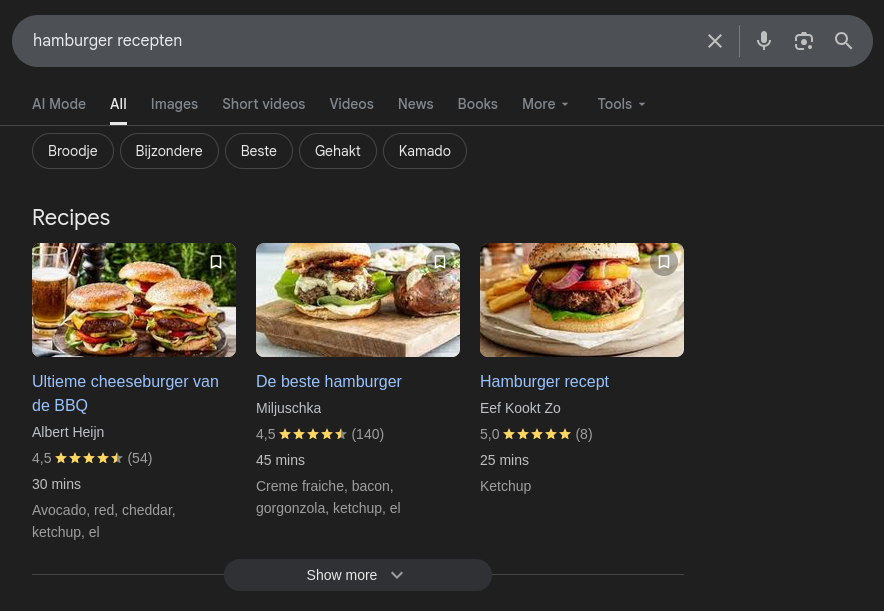 hamburger recepten
AI Mode All Images Short videos Videos News Books More Tools
Broodje Bijzondere Beste Gehakt Kamado
Recipes
Ultieme cheeseburger van
de BBQ
Albert Heijn
4,5 (54)
30 mins
Avocado, red, cheddar,
ketchup, el
De beste hamburger
Miljuschka
4,5 (140)
45 mins
Creme fraiche, bacon,
gorgonzola, ketchup, el
Hamburger recept
Eef Kookt Zo
5,0 (8)
25 mins
Ketchup
Show more